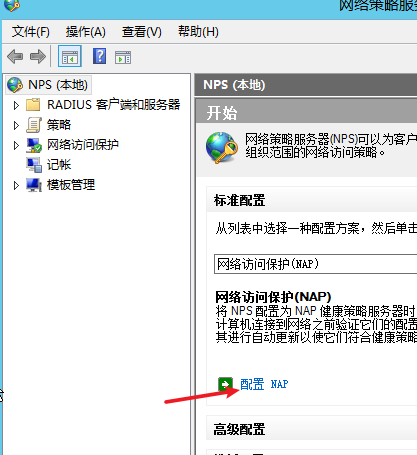 网络策略服务
文件(F) 操作(A) 查看(V) 帮助(H)
NPS (本地)
RADIUS 客户端和服务器
策略
网络访问保护
记帐
模板管理
NPS (本地)
开始
网络策略服务器(NPS)可以为客户
组织范围的网络访问策略。
标准配置
从列表中选择一种配置方案，然后单击
网络访问保护(NAP)
网络访问保护(NAP)
将 NPS 配置为 NAP 健康策略服务器时
计算机连接到网络之前验证它们的配置
其进行自动更新以使它们符合健康策略
配置 NAP
高级配置